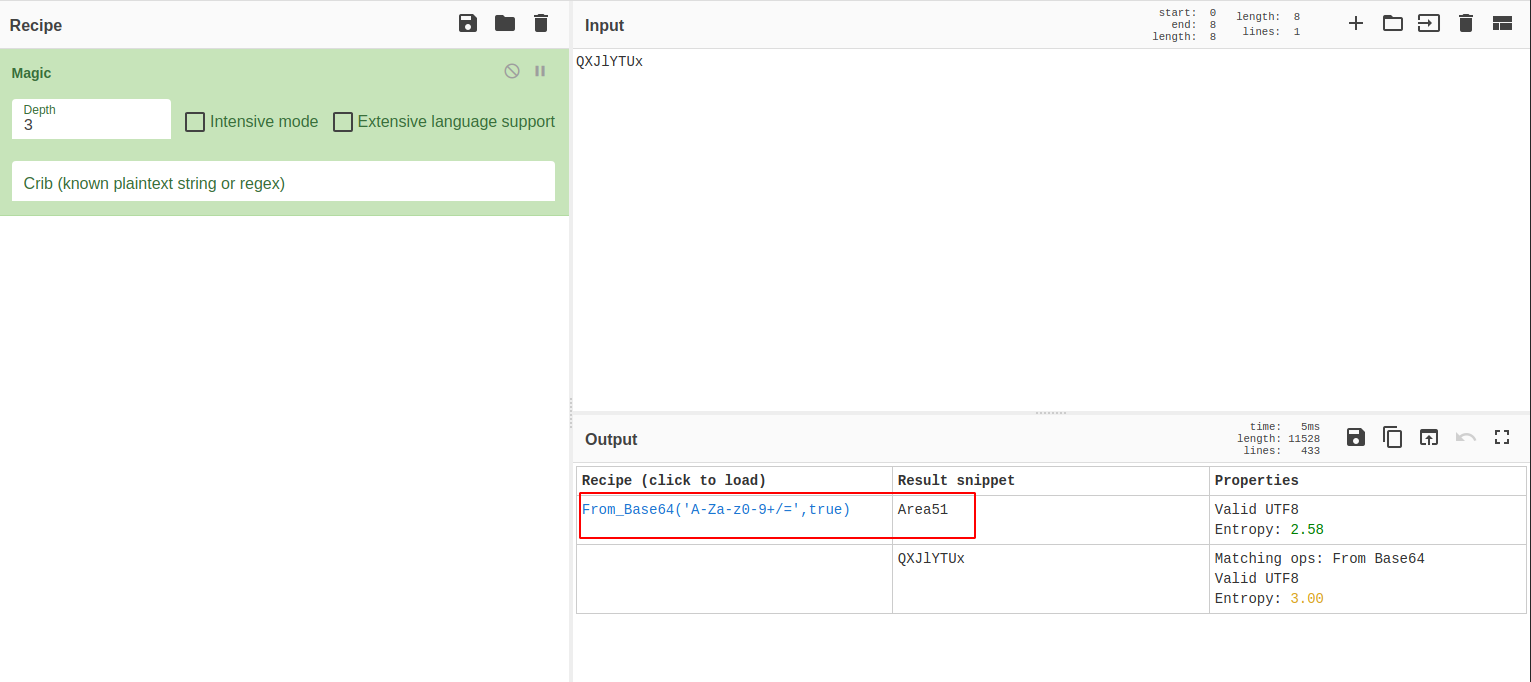 Recipe
Magic
Depth
3
Intensive mode
Extensive language support
Crib (known plaintext string or regex)
Input
start: 0
end: 8
length: 8
length: 8
lines: 1
QXJlYTUx
Output
time: 5ms
length: 11528
lines: 433
Recipe (click to load) Result snippet Properties
From_Base64('A-Za-z0-9+/=',true) Area51 Valid UTF8
Entropy: 2.58
QXJlYTUx Matching ops: From Base64
Valid UTF8
Entropy: 3.00